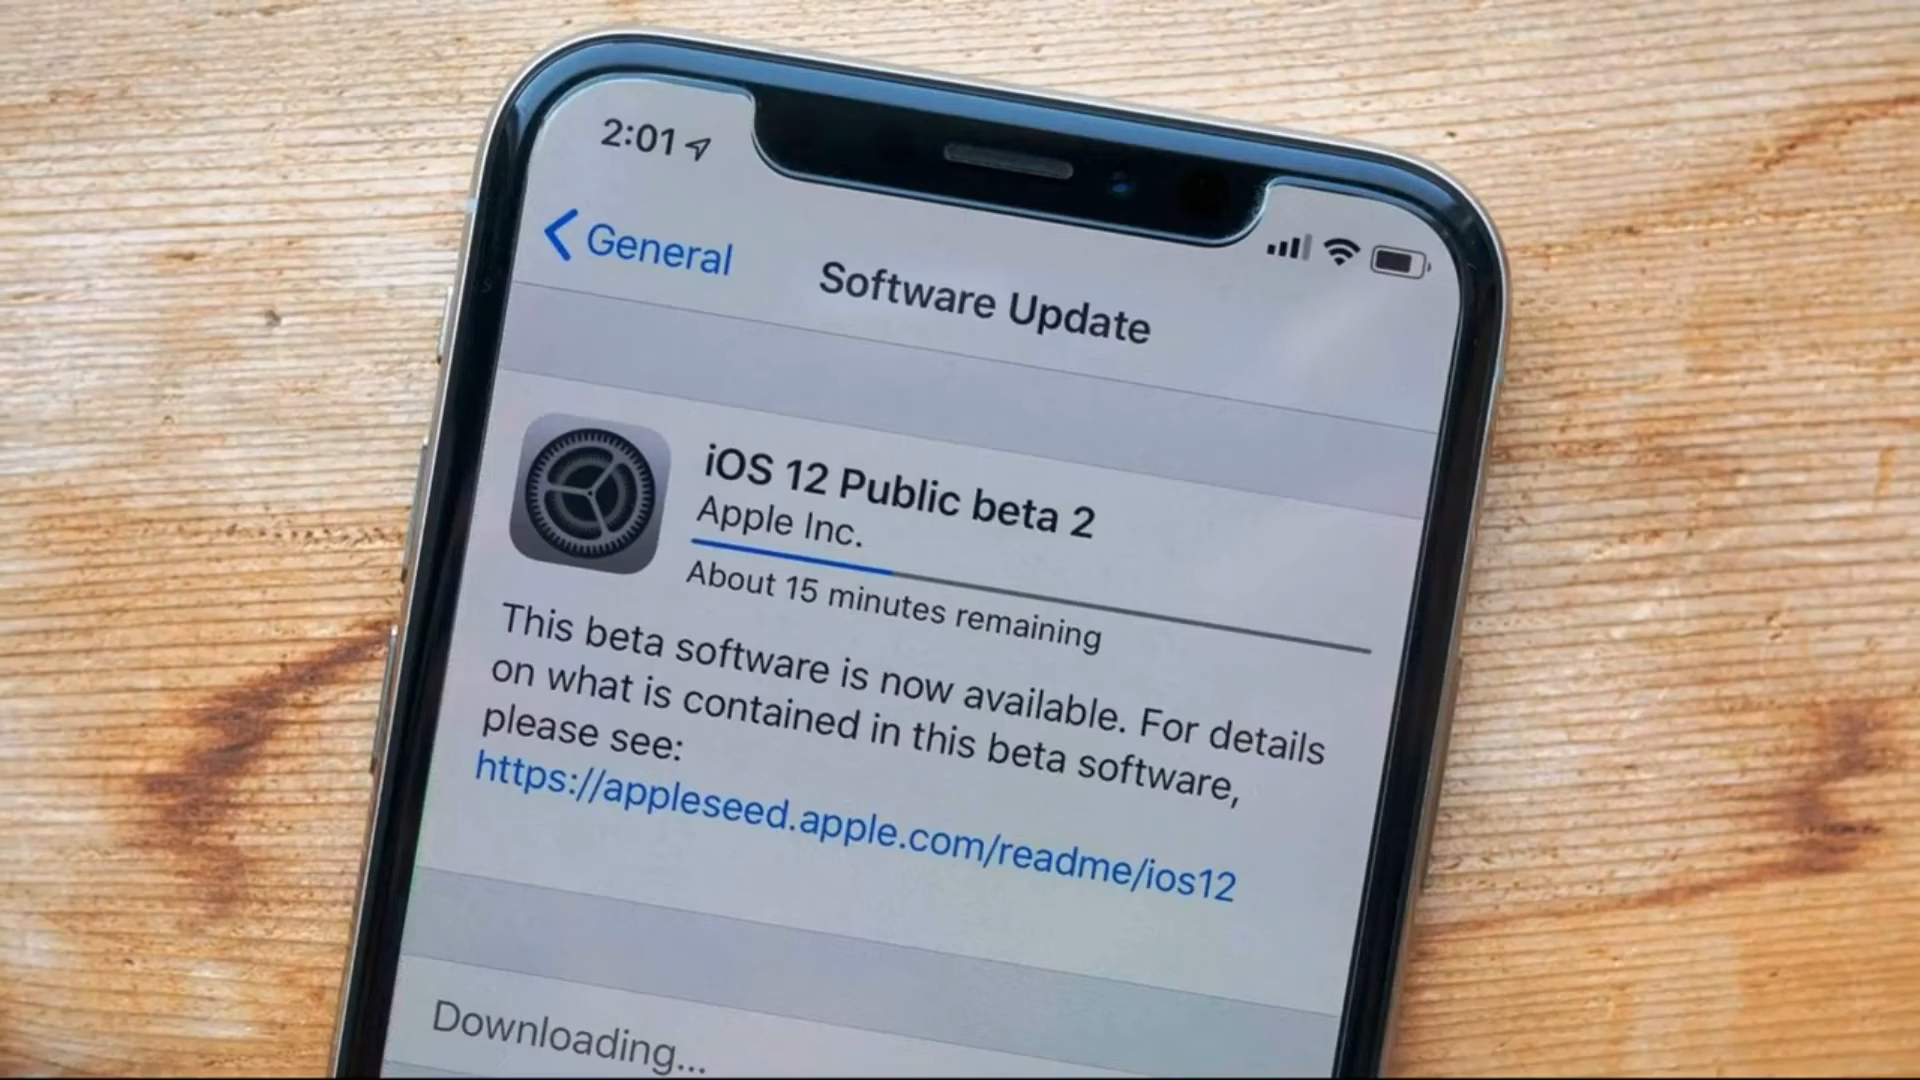 2:01
General
Software Update
iOS 12 Public beta 2
Apple Inc.
About 15 minutes remaining
This beta software is now available. For details
on what is contained in this beta software,
please see:
https://appleseed.apple.com/readme/ios12
Downloading...